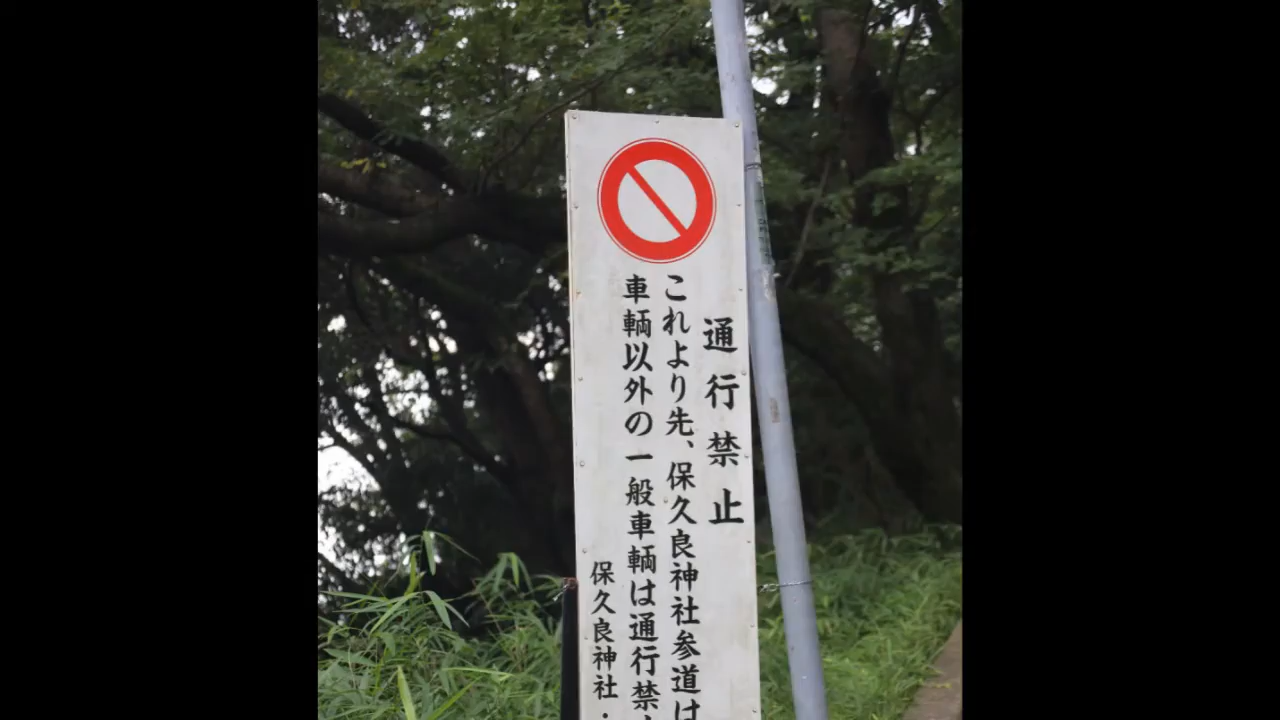 通行禁止
これより先、保久良神社参道は
車輌以外の一般車輌は通行禁
保久良神社・